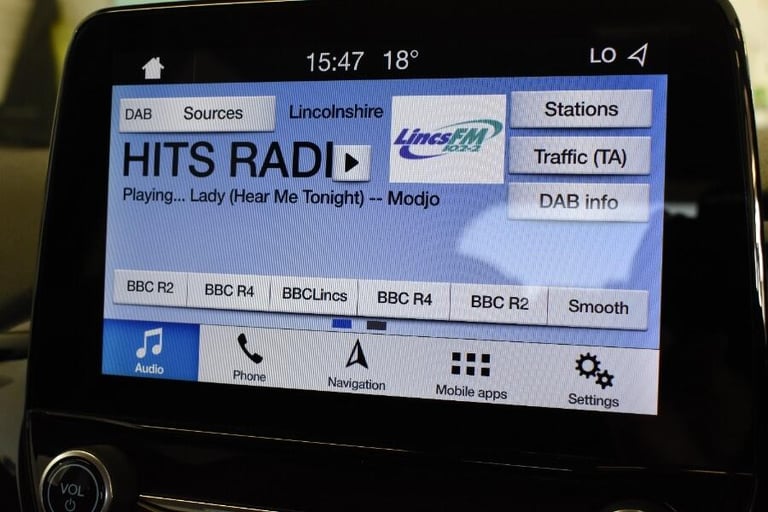 15:47 18°
LO
DAB Sources
Lincolnshire
LincsFM
102.2
Stations
HITS RADI
Traffic (TA)
Playing... Lady (Hear Me Tonight) -- Modjo
DAB info
BBC R2
BBC R4
BBCLincs
BBC R4
BBC R2
Smooth
Audio
Phone
Navigation
Mobile apps
Settings
VOL